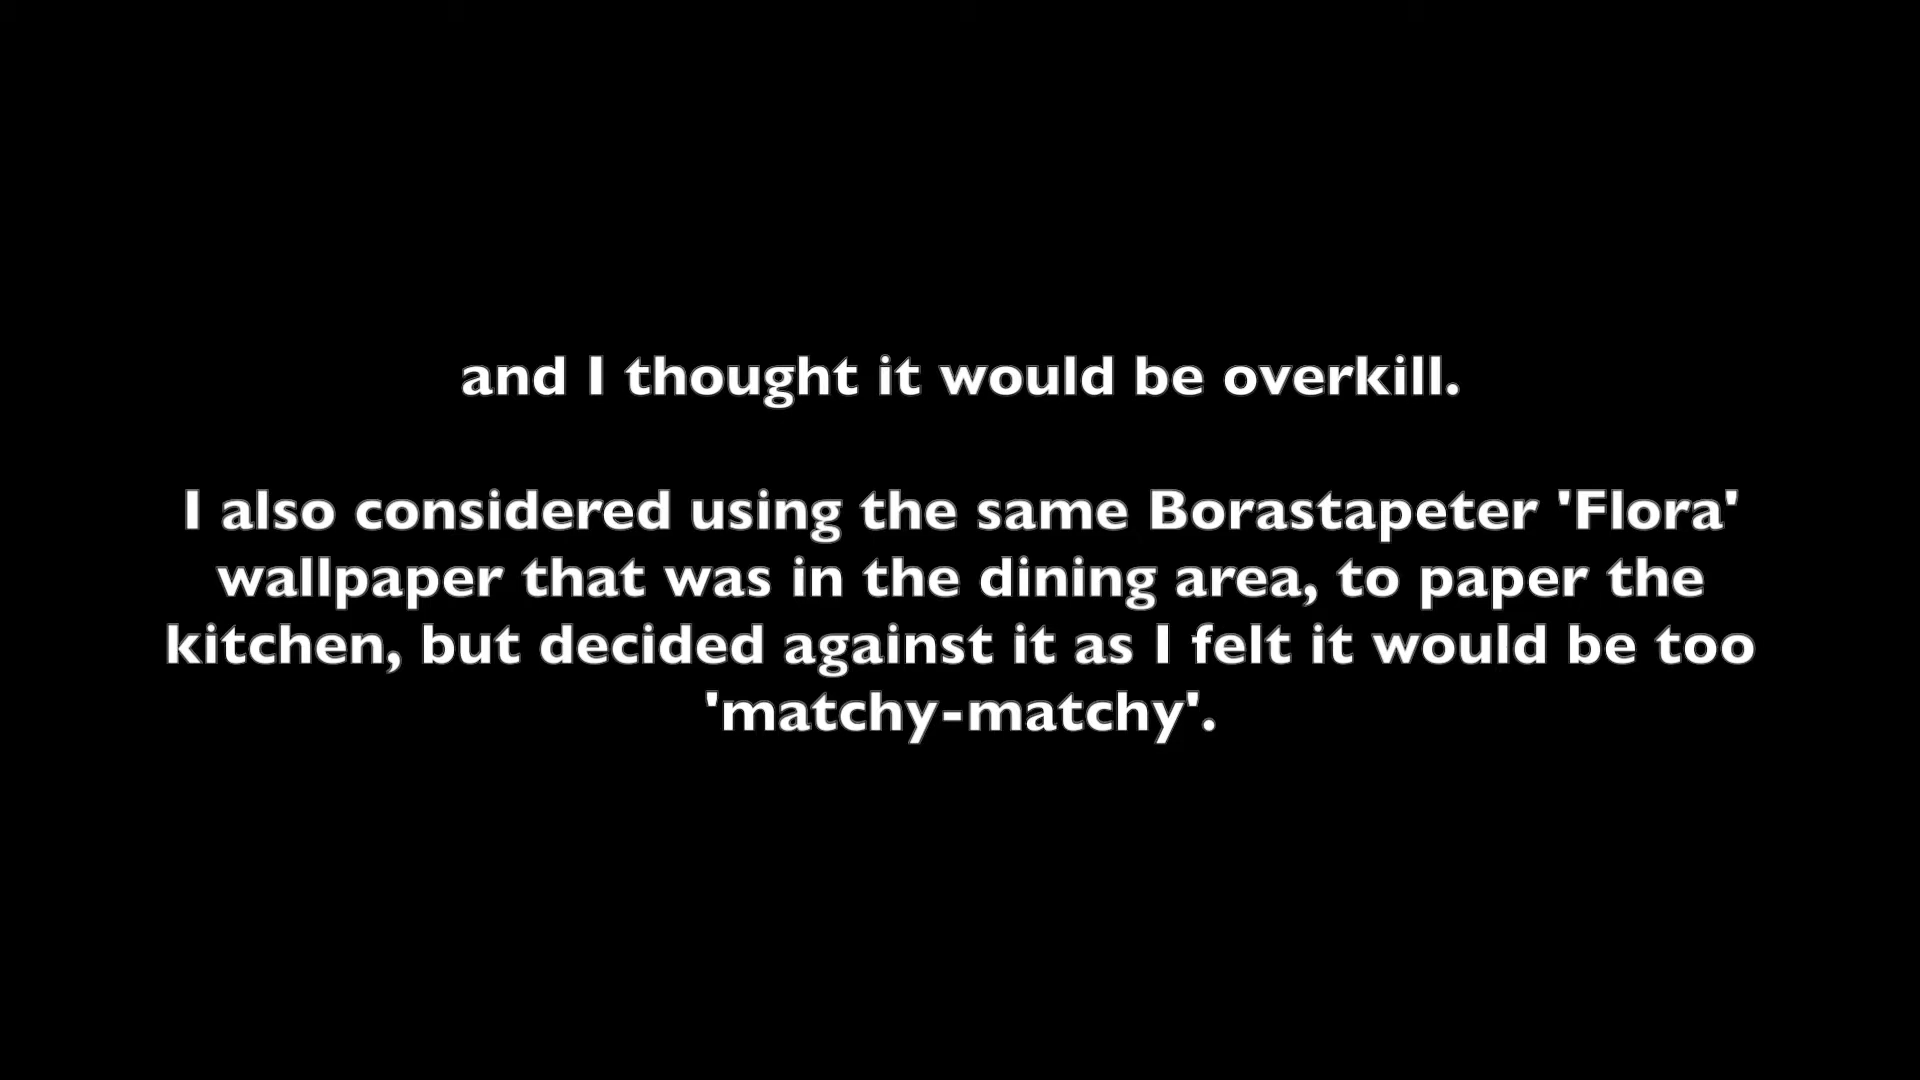 and I thought it would be overkill.
I also considered using the same Borastapeter 'Flora'
wallpaper that was in the dining area, to paper the
kitchen, but decided against it as I felt it would be too
'matchy-matchy'.